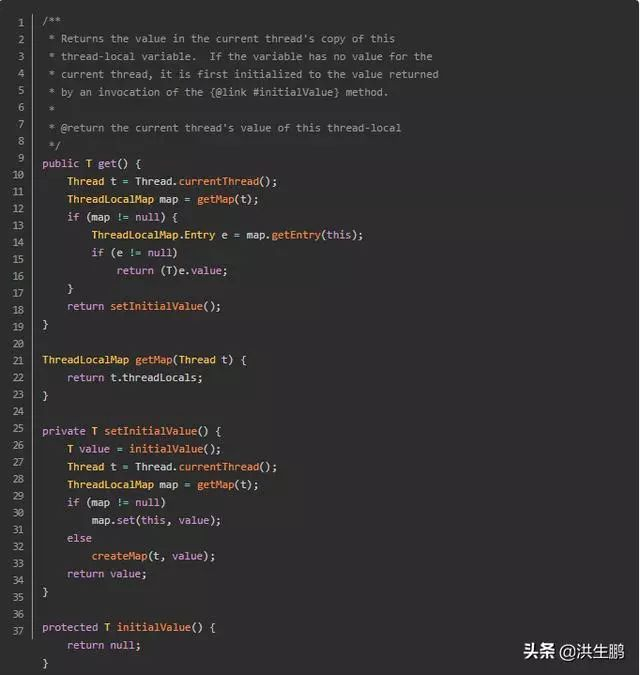 1 /**
2  * Returns the value in the current thread's copy of this
3  * thread-local variable.  If the variable has no value for the
4  * current thread, it is first initialized to the value returned
5  * by an invocation of the {@link #initialValue} method.
6  *
7  * @return the current thread's value of this thread-local
8  */
9 public T get() {
10     Thread t = Thread.currentThread();
11     ThreadLocalMap map = getMap(t);
12     if (map != null) {
13         ThreadLocalMap.Entry e = map.getEntry(this);
14         if (e != null)
15             return (T)e.value;
16     }
17     return setInitialValue();
18 }
19
20 ThreadLocalMap getMap(Thread t) {
21     return t.threadLocals;
22 }
23
24 private T setInitialValue() {
25     T value = initialValue();
26     Thread t = Thread.currentThread();
27     ThreadLocalMap map = getMap(t);
28     if (map != null)
29         map.set(this, value);
30     else
31         createMap(t, value);
32     return value;
33 }
34
35 protected T initialValue() {
36     return null;
37 }
头条 @洪生鹏